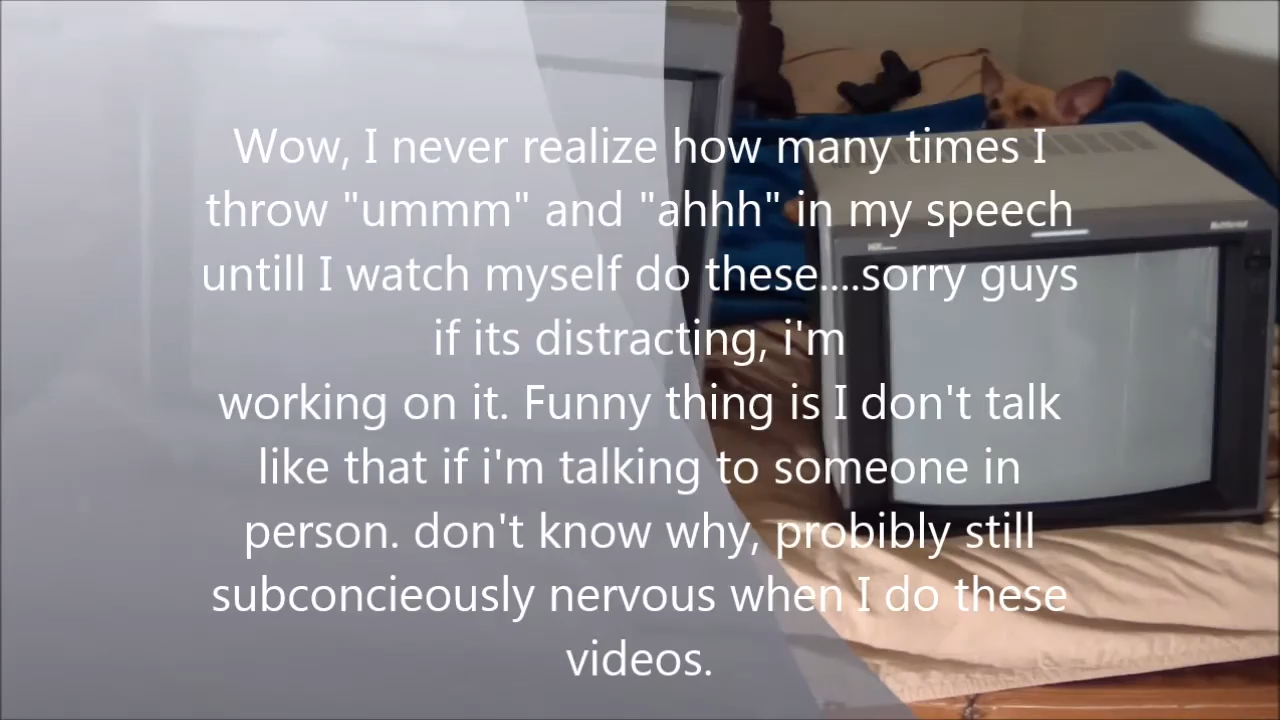 Wow, I never realize how many times I
throw "ummm" and "ahhh" in my speech
untill I watch myself do these....sorry guys
if its distracting, i'm
working on it. Funny thing is I don't talk
like that if i'm talking to someone in
person. don't know why, probibly still
subconcieously nervous when I do these
videos.